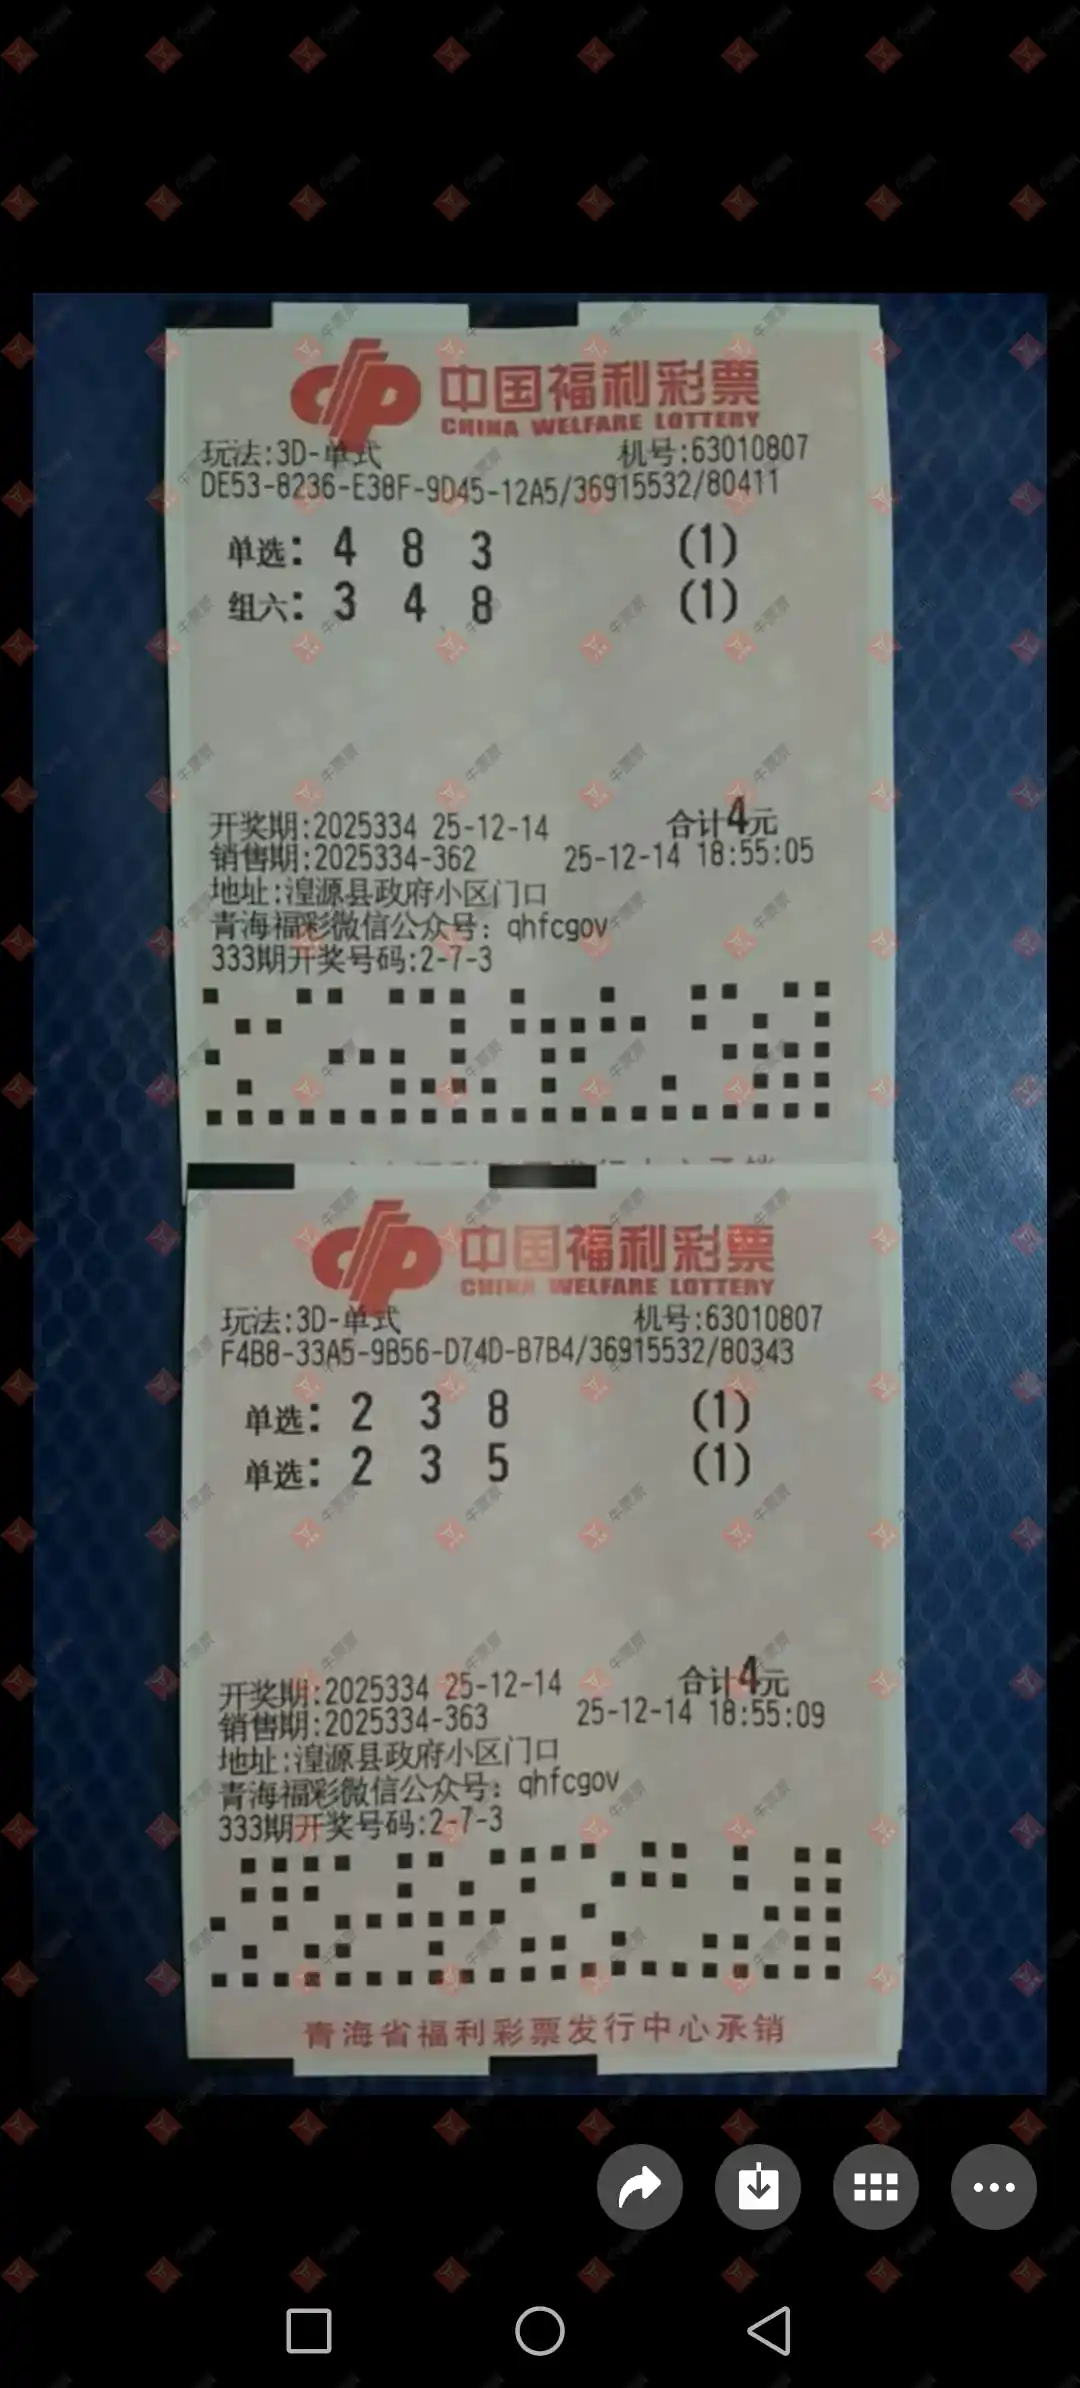 中国福利彩票
CHINA WELFARE LOTTERY
玩法:3D-单式 机号:63010807
DE53-8236-E38F-9D45-12A5/36915532/80411
单选: 4 8 3 (1)
组六: 3 4 8 (1)
开奖期:2025334 25-12-14 合计4元
销售期:2025334-362 25-12-14 18:55:05
地址:湟源县政府小区门口
青海福彩微信公众号: qhfcgov
333期开奖号码:2-7-3
中国福利彩票
CHINA WELFARE LOTTERY
玩法:3D-单式 机号:63010807
F4B8-33A5-9B56-D74D-B7B4/36915532/80343
单选: 2 3 8 (1)
单选: 2 3 5 (1)
开奖期:2025334 25-12-14 合计4元
销售期:2025334-363 25-12-14 18:55:09
地址:湟源县政府小区门口
青海福彩微信公众号: qhfcgov
333期开奖号码:2-7-3
青海省福利彩票发行中心承销